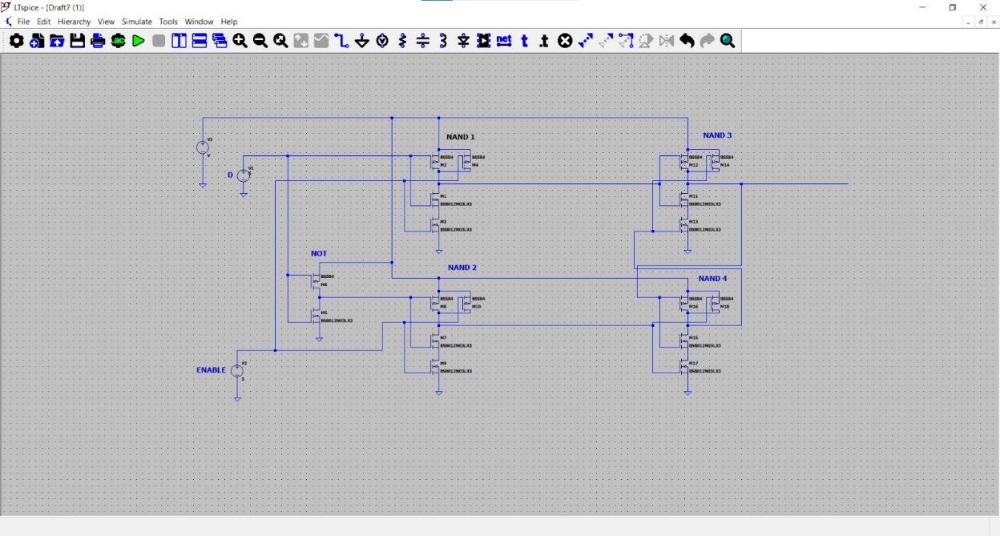 LTspice - [Draft7 (1)]
File Edit Hierarchy View Simulate Tools Window Help
.ac net t .t
NAND 1
NAND 3
V3
V
BSS84
M2
BSS84
M4
BSS84
M12
BSS84
M14
D
V1
5
M1
BSB012N03LX3
M3
BSB012N03LX3
M11
BSB012N03LX3
M13
BSB012N03LX3
NOT
NAND 2
NAND 4
BSS84
M6
M5
BSB012N03LX3
BSS84
M8
BSS84
M10
BSS84
M16
BSS84
M18
M7
BSB012N03LX3
M9
BSB012N03LX3
M15
BSB012N03LX3
M17
BSB012N03LX3
ENABLE
V2
5